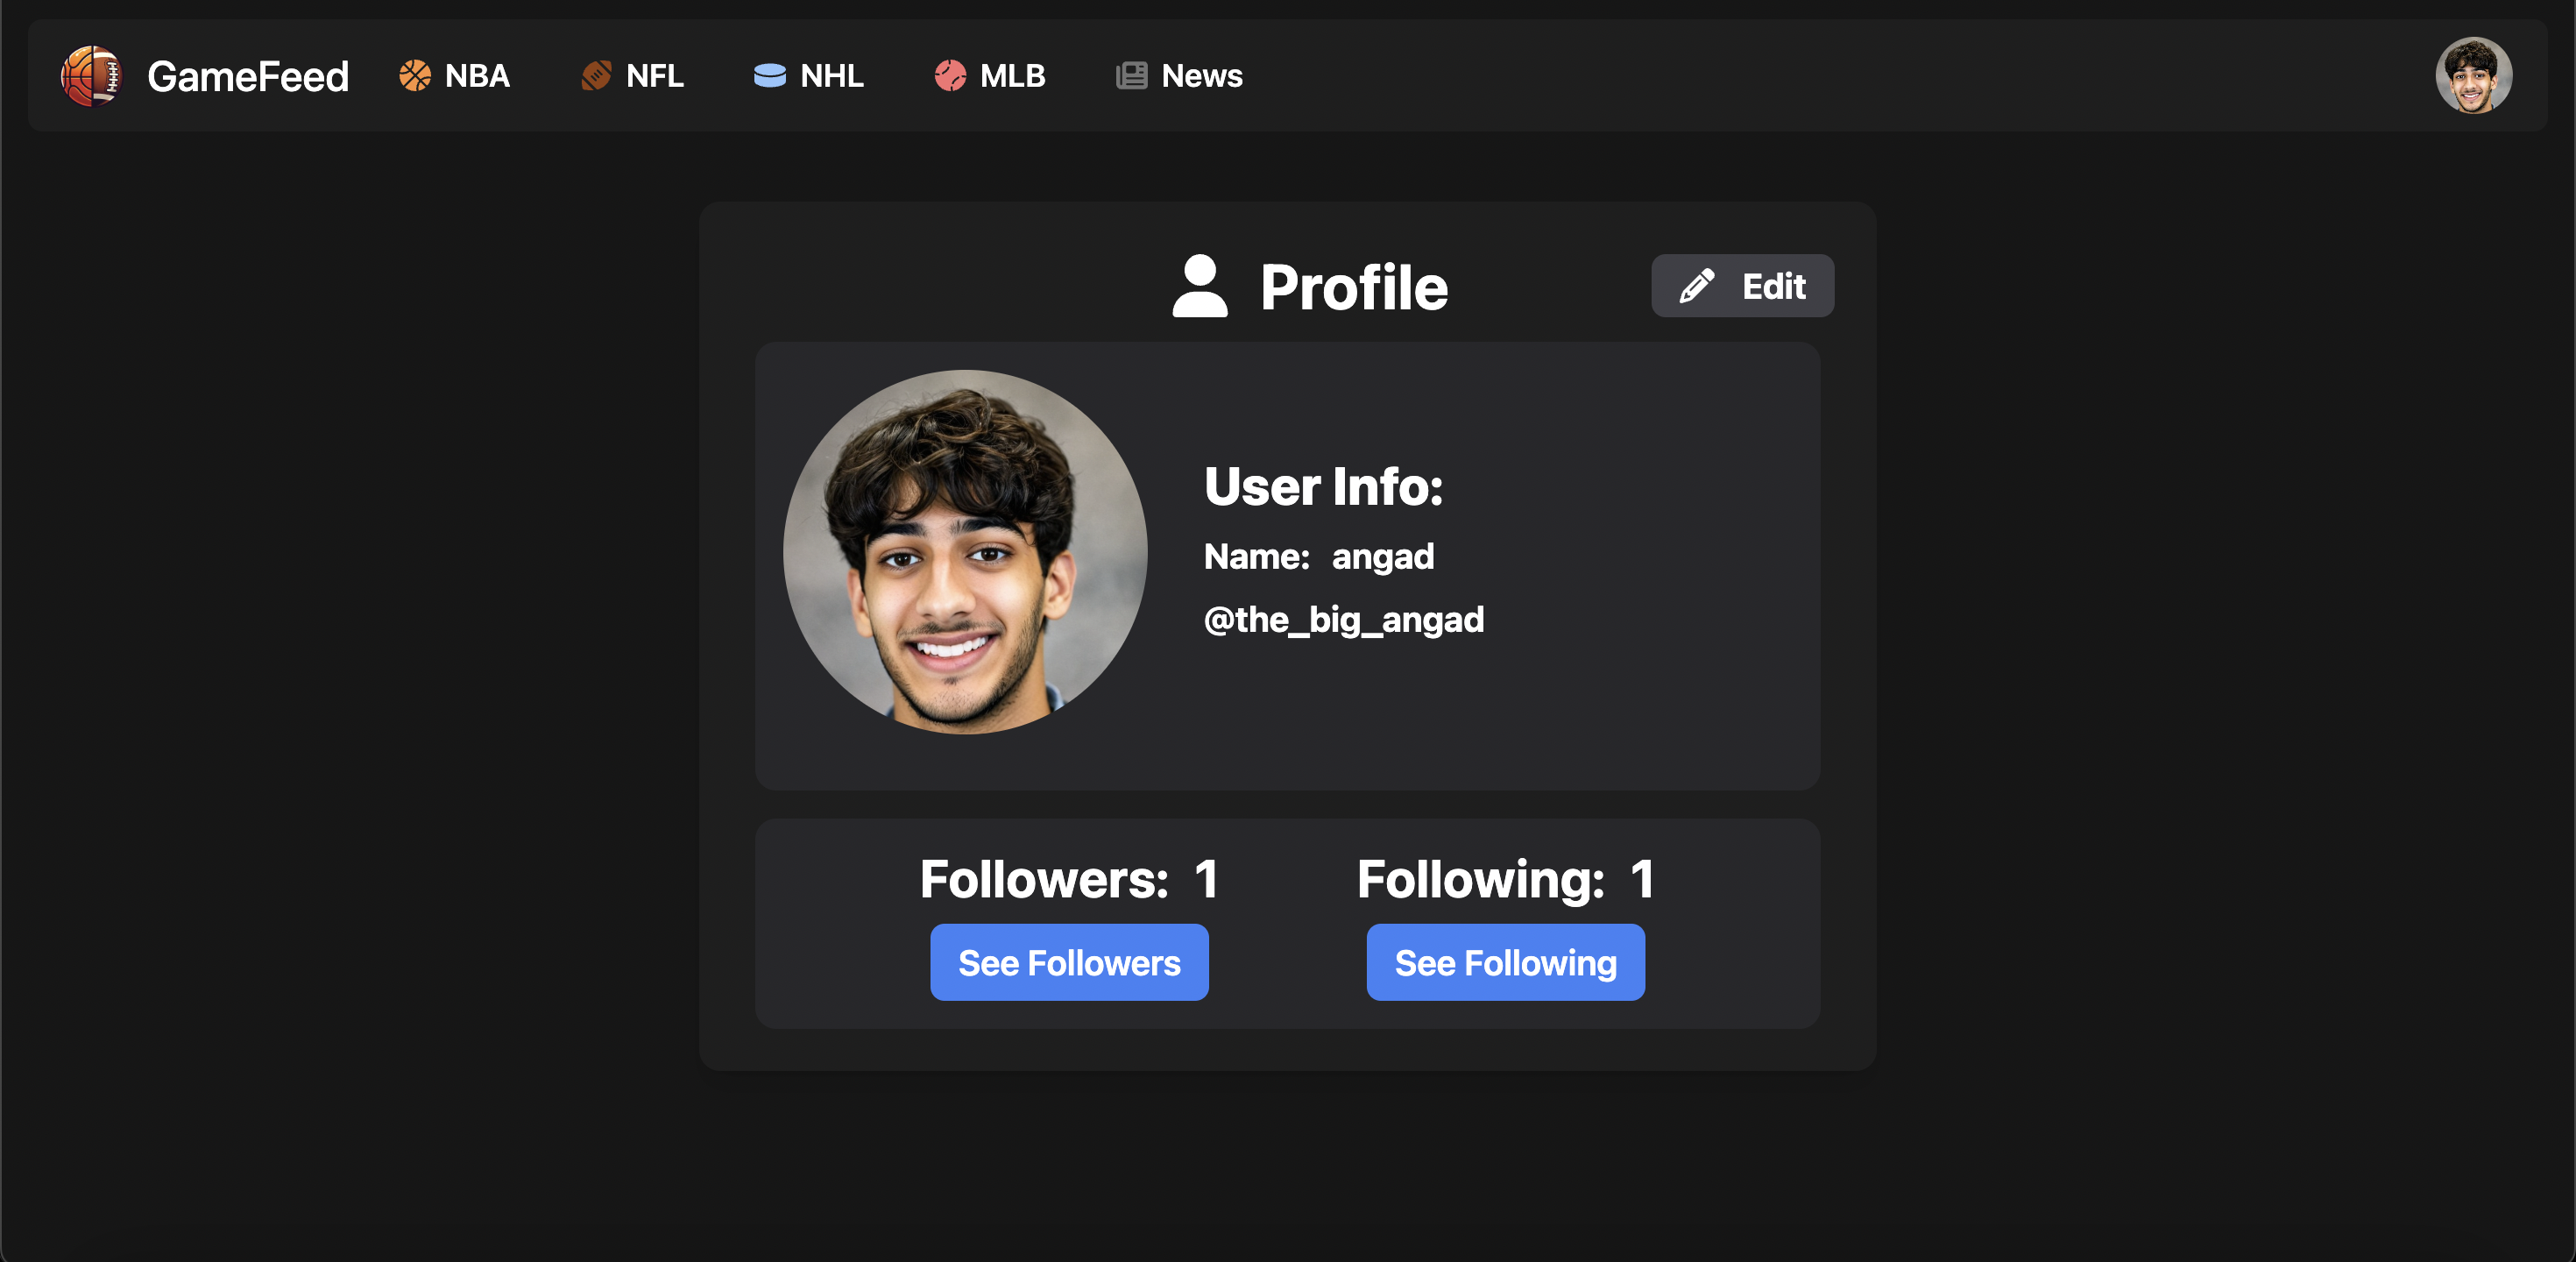 GameFeed NBA NFL NHL MLB News
Profile
Edit
User Info:
Name: angad
@the_big_angad
Followers: 1
Following: 1
See Followers
See Following